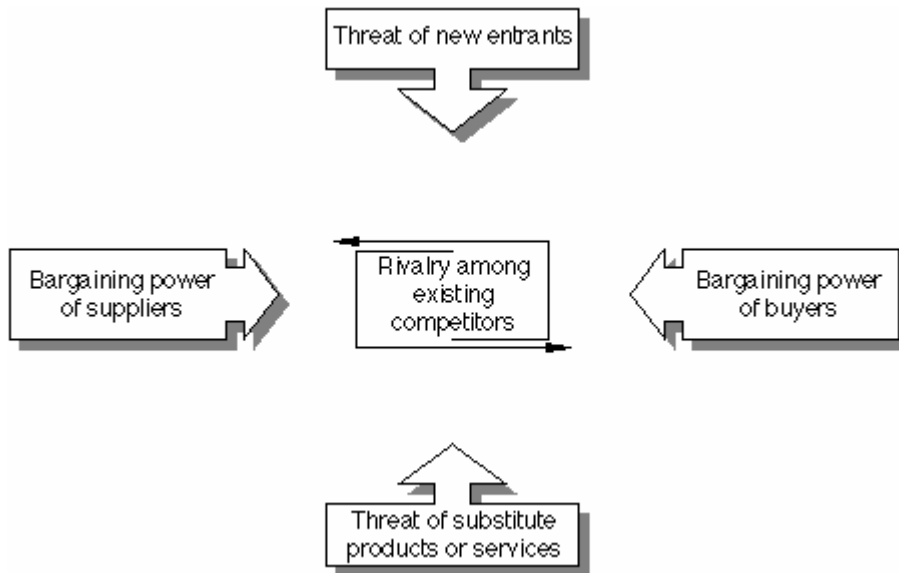 Threat of new entrants
Bargaining power
of suppliers
Rivalry among
existing
competitors
Bargaining power
of buyers
Threat of substitute
products or services